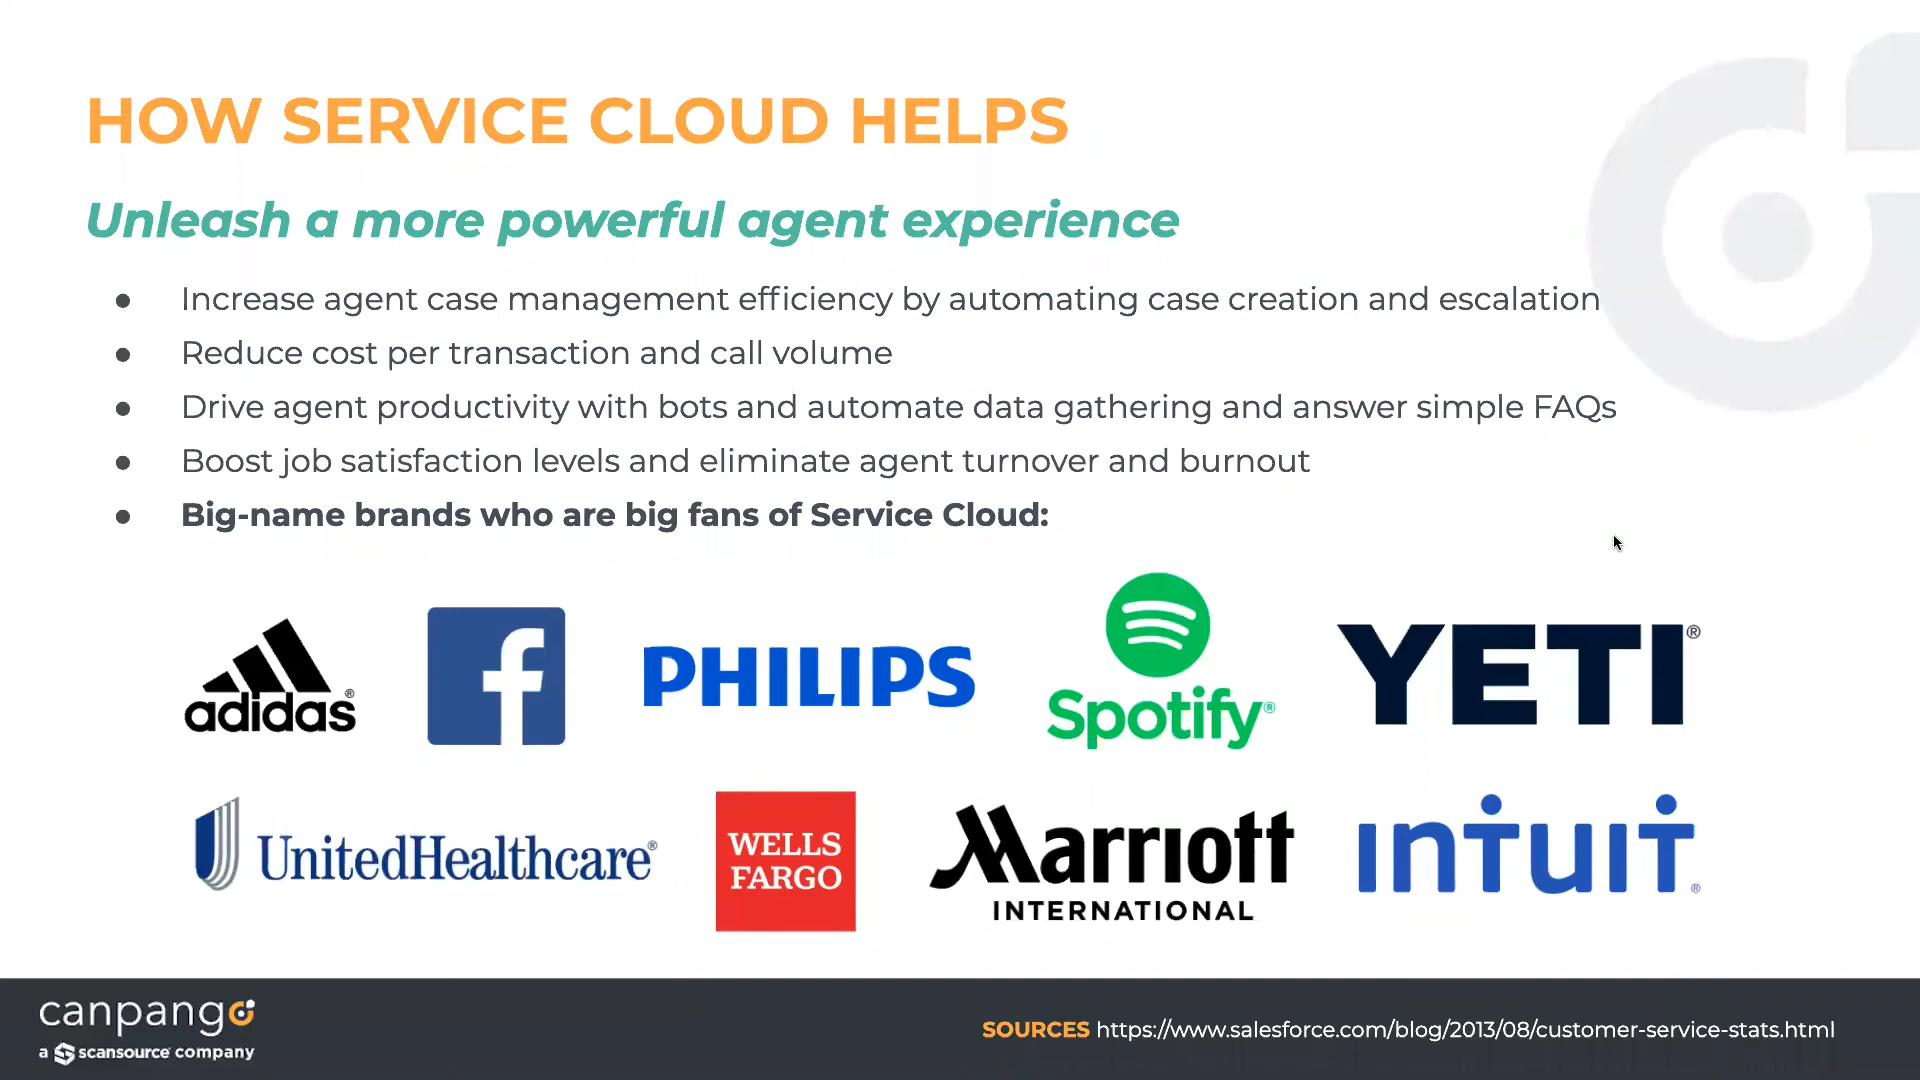 HOW SERVICE CLOUD HELPS
Unleash a more powerful agent experience
● Increase agent case management efficiency by automating case creation and escalation
● Reduce cost per transaction and call volume
● Drive agent productivity with bots and automate data gathering and answer simple FAQs
● Boost job satisfaction levels and eliminate agent turnover and burnout
● Big-name brands who are big fans of Service Cloud:
adidas®
f
PHILIPS
Spotify®
YETI®
UnitedHealthcare®
WELLS
FARGO
Marriott
INTERNATIONAL
intuit®
canpango
a scansource company
SOURCES https://www.salesforce.com/blog/2013/08/customer-service-stats.html